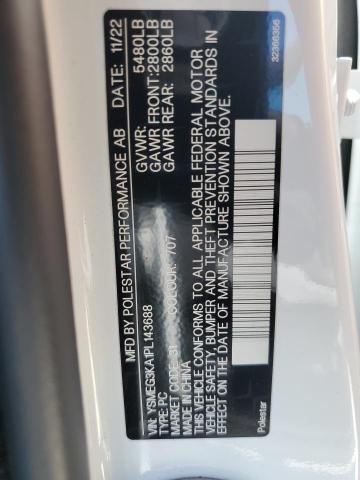 MFD BY POLESTAR PERFORMANCE AB
DATE: 11/22
GVWR: 5480LB
GAWR FRONT: 2800LB
GAWR REAR: 2860LB
VIN: YSMEG3KA1PL143688
TYPE: PC
MARKET CODE: 31 COLOUR: 707
MADE IN CHINA
THIS VEHICLE CONFORMS TO ALL APPLICABLE FEDERAL MOTOR
VEHICLE SAFETY, BUMPER AND THEFT PREVENTION STANDARDS IN
EFFECT ON THE DATE OF MANUFACTURE SHOWN ABOVE.
Polestar
32366356